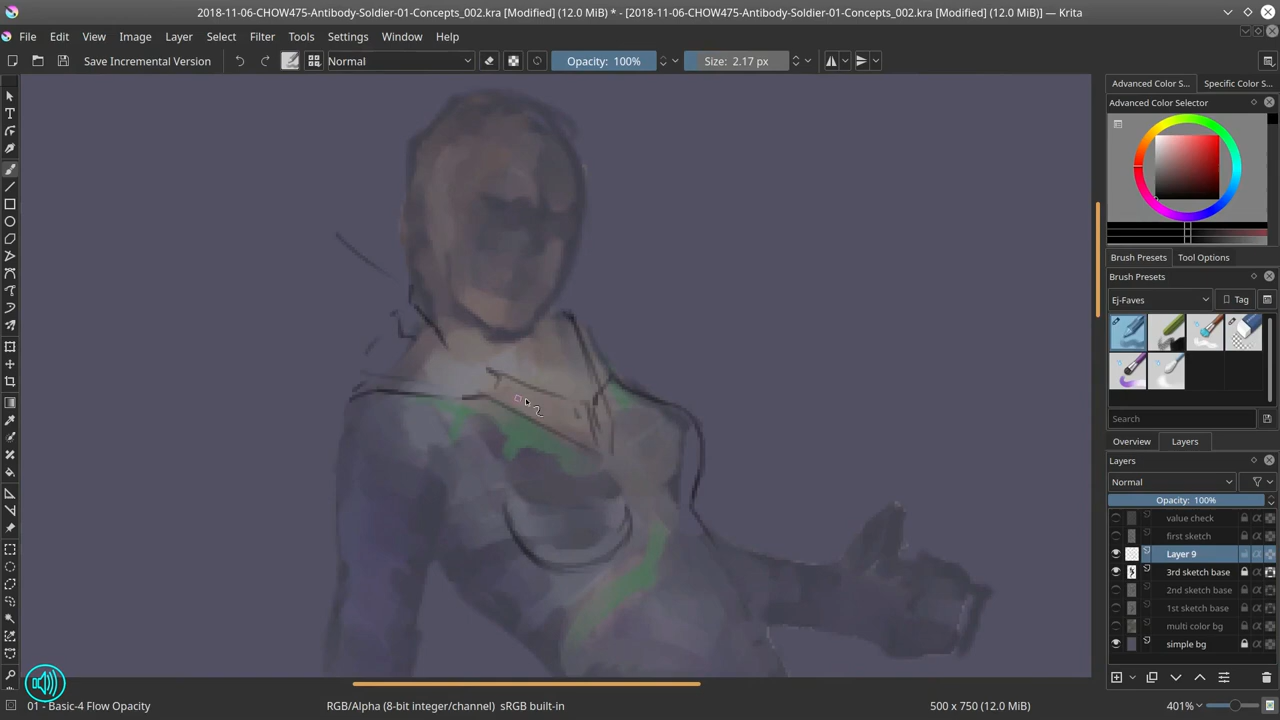 2018-11-06-CHOW475-Antibody-Soldier-01-Concepts_002.kra [Modified] (12.0 MiB) * - [2018-11-06-CHOW475-Antibody-Soldier-01-Concepts_002.kra [Modified] (12.0 MiB)] — Krita
File Edit View Image Layer Select Filter Tools Settings Window Help
Save Incremental Version Normal Opacity: 100% Size: 2.17 px
Advanced Color S... Specific Color S...
Advanced Color Selector
Brush Presets Tool Options
Brush Presets
Ej-Faves Tag
Search
Overview Layers
Layers
Normal
Opacity: 100%
value check
first sketch
Layer 9
3rd sketch base
2nd sketch base
1st sketch base
multi color bg
simple bg
01 - Basic-4 Flow Opacity RGB/Alpha (8-bit integer/channel) sRGB built-in 500 x 750 (12.0 MiB) 401%